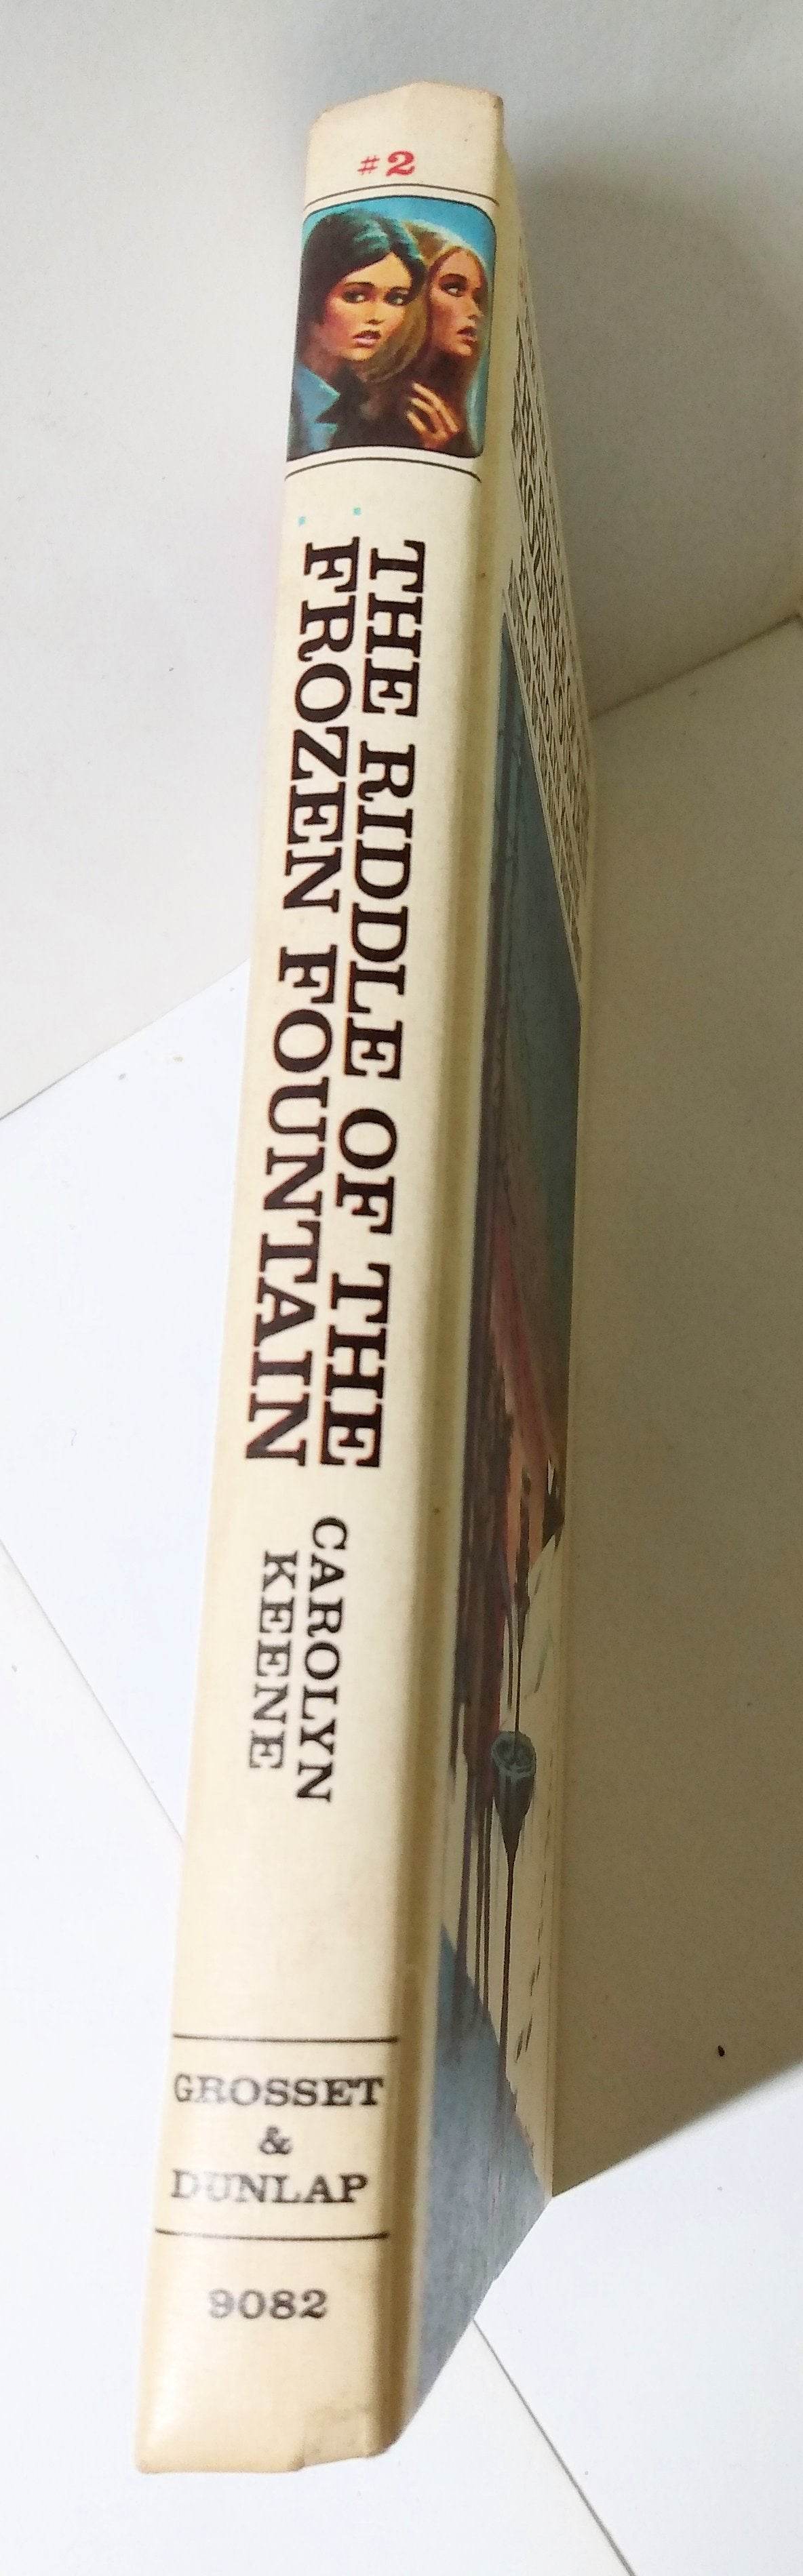 #2
THE RIDDLE OF THE
FROZEN FOUNTAIN
CAROLYN
KEENE
GROSSET
&
DUNLAP
9082